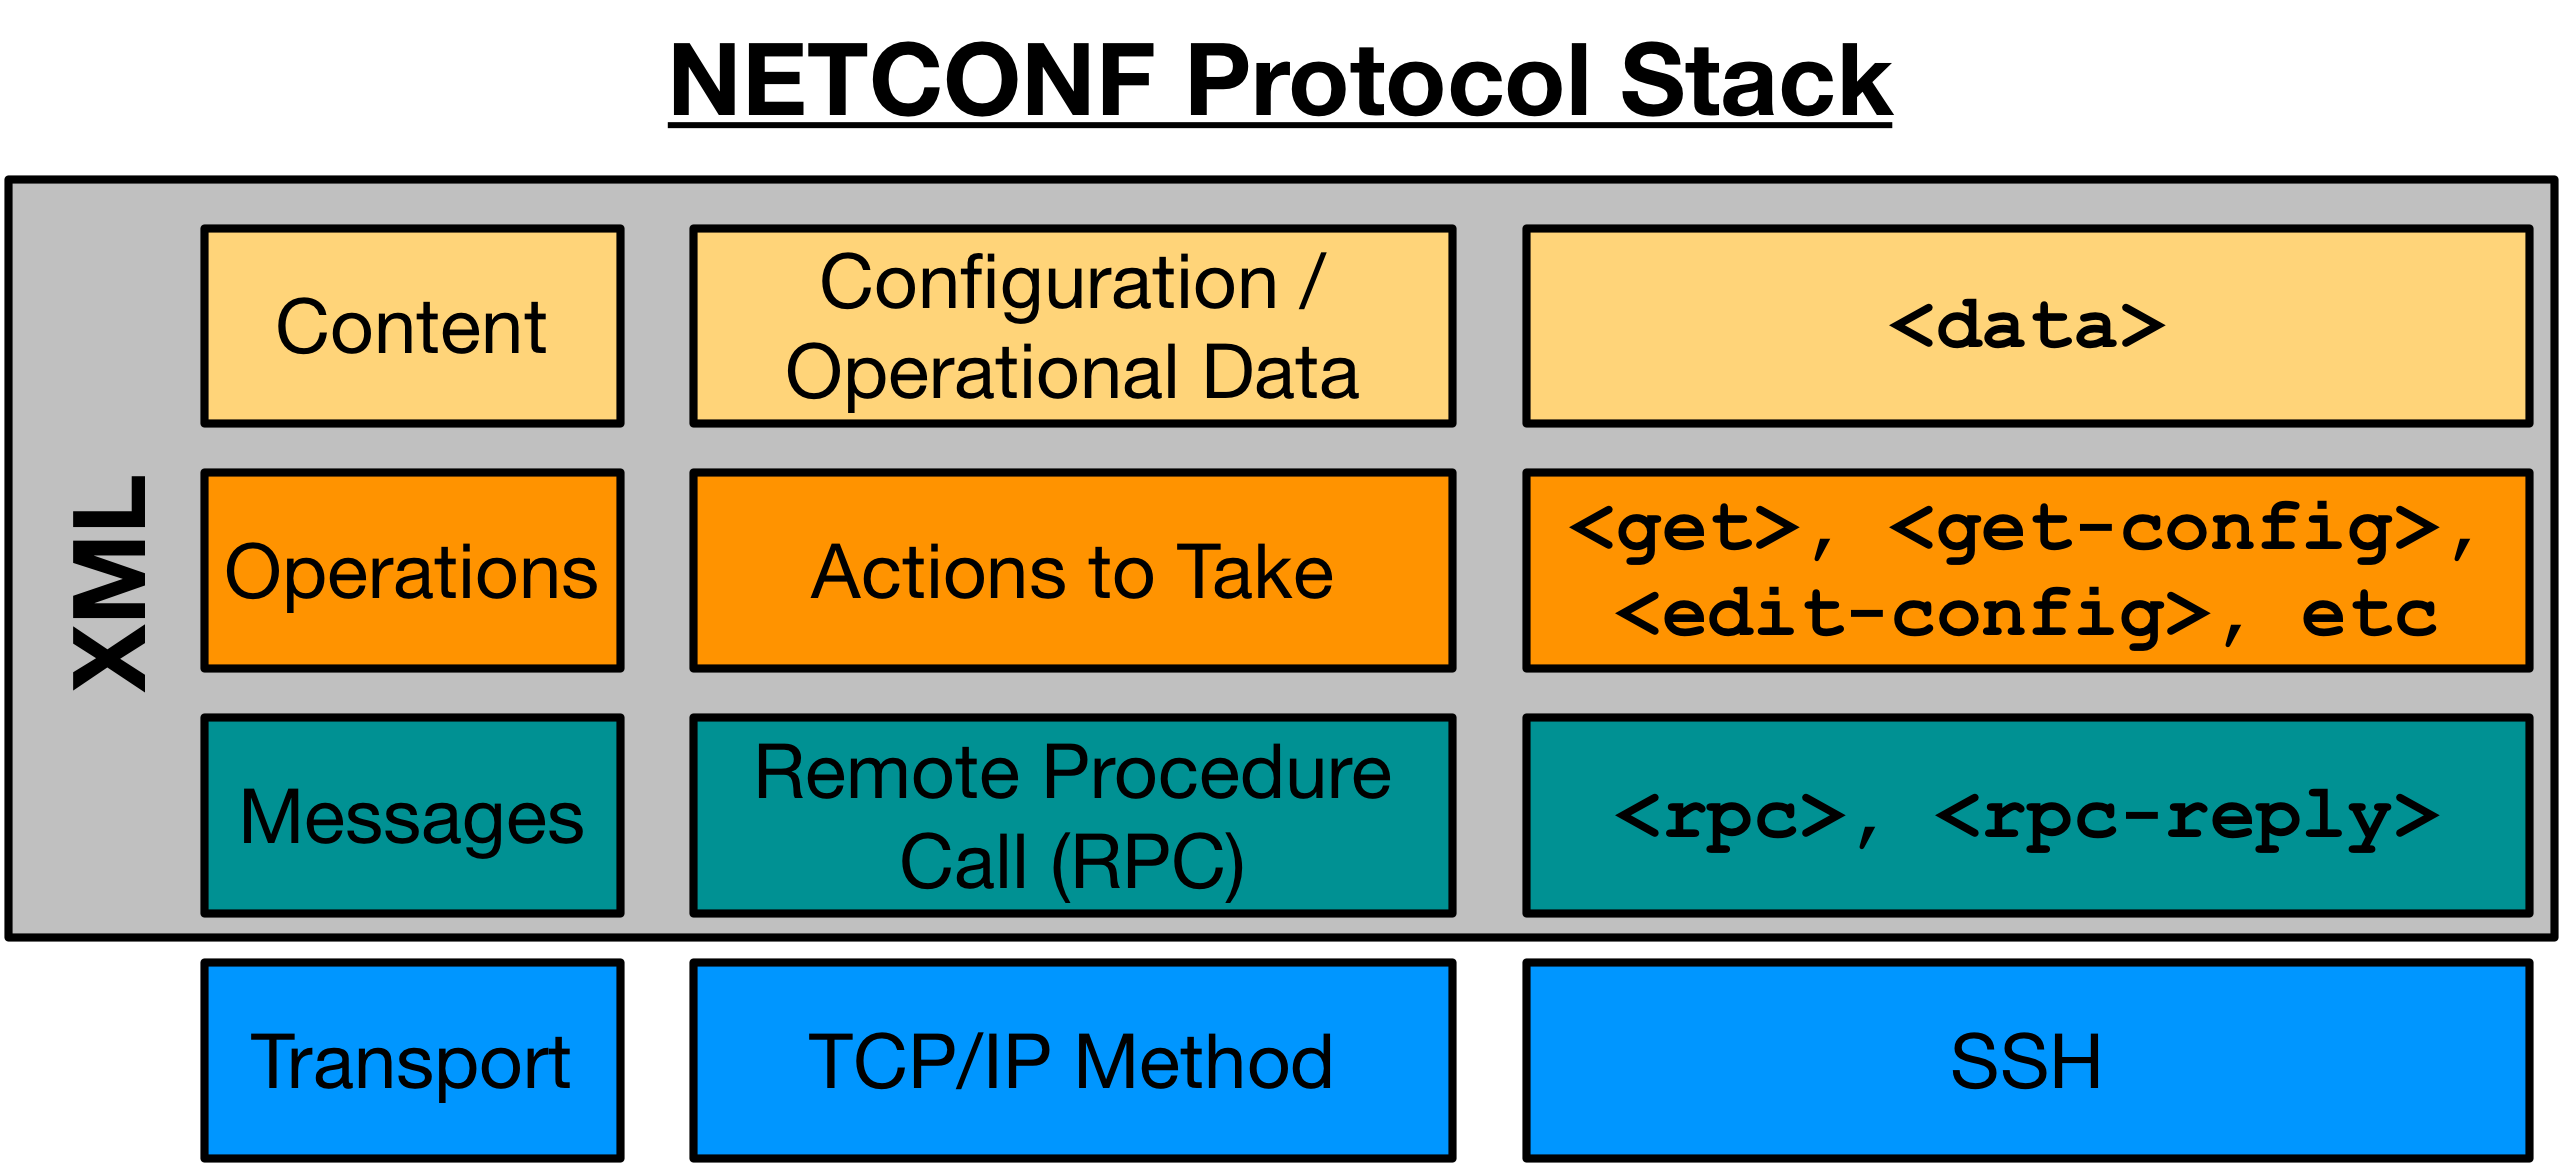 NETCONF Protocol Stack
XML
Content
Configuration /
Operational Data
<data>
Operations
Actions to Take
<get>, <get-config>,
<edit-config>, etc
Messages
Remote Procedure
Call (RPC)
<rpc>, <rpc-reply>
Transport
TCP/IP Method
SSH